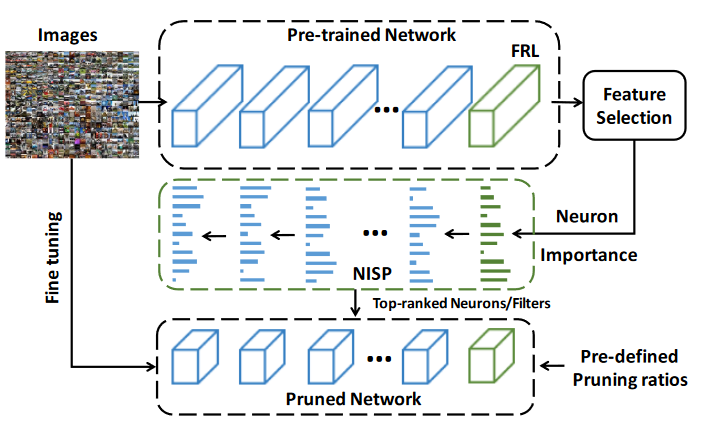 Images
Pre-trained Network
FRL
Feature
Selection
Neuron
Importance
NISP
Fine tuning
Top-ranked Neurons/Filters
Pre-defined
Pruning ratios
Pruned Network